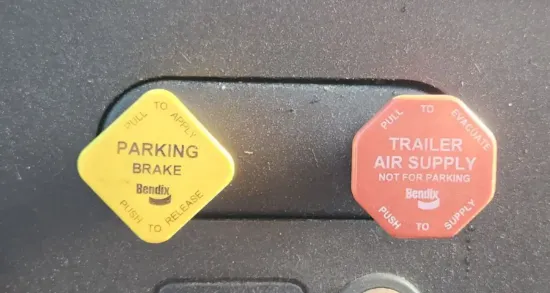 PULL TO APPLY
PARKING
BRAKE
Bendix
PUSH TO RELEASE
PULL TO EVACUATE
TRAILER
AIR SUPPLY
NOT FOR PARKING
Bendix
PUSH TO SUPPLY